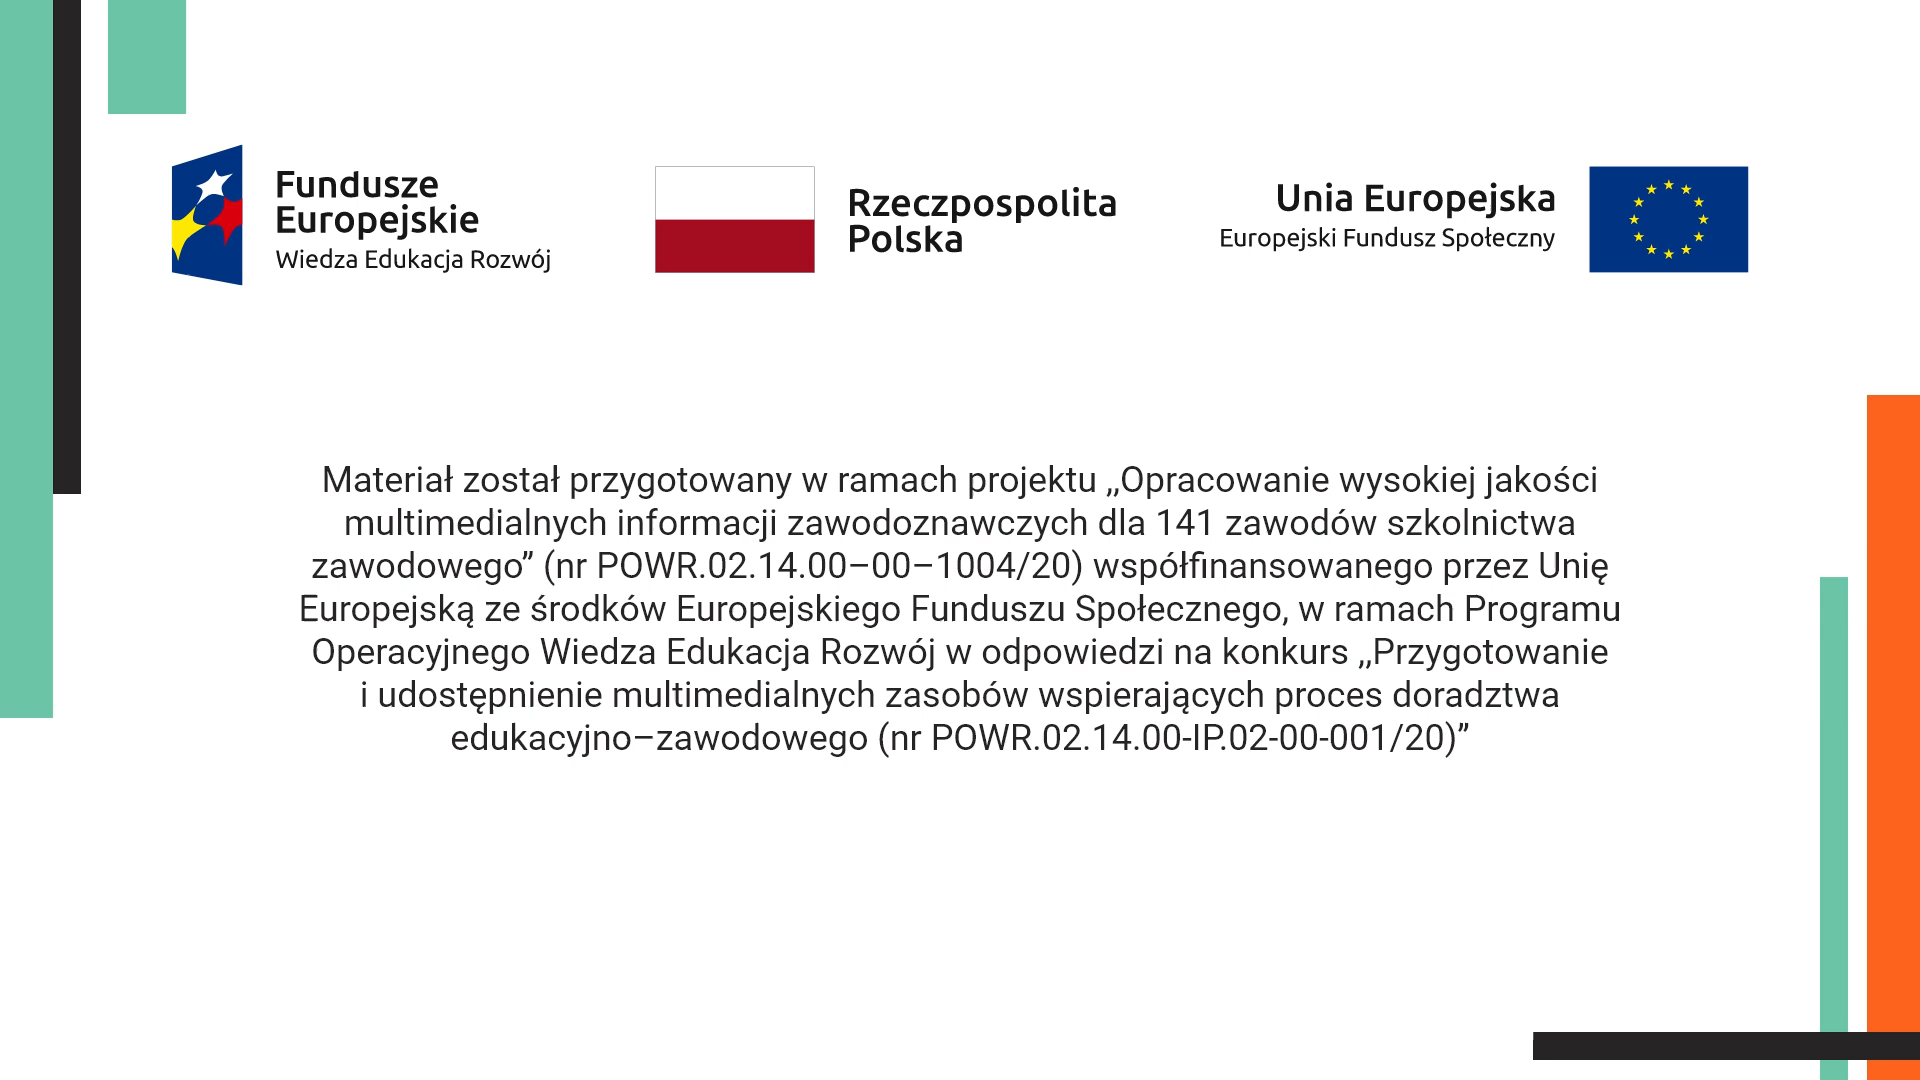 Fundusze
Europejskie
Wiedza Edukacja Rozwój
Rzeczpospolita
Polska
Unia Europejska
Europejski Fundusz Społeczny
Materiał został przygotowany w ramach projektu ,,Opracowanie wysokiej jakości
multimedialnych informacji zawodoznawczych dla 141 zawodów szkolnictwa
zawodowego” (nr POWR.02.14.00–00–1004/20) współfinansowanego przez Unię
Europejską ze środków Europejskiego Funduszu Społecznego, w ramach Programu
Operacyjnego Wiedza Edukacja Rozwój w odpowiedzi na konkurs ,,Przygotowanie
i udostępnienie multimedialnych zasobów wspierających proces doradztwa
edukacyjno–zawodowego (nr POWR.02.14.00-IP.02-00-001/20)”